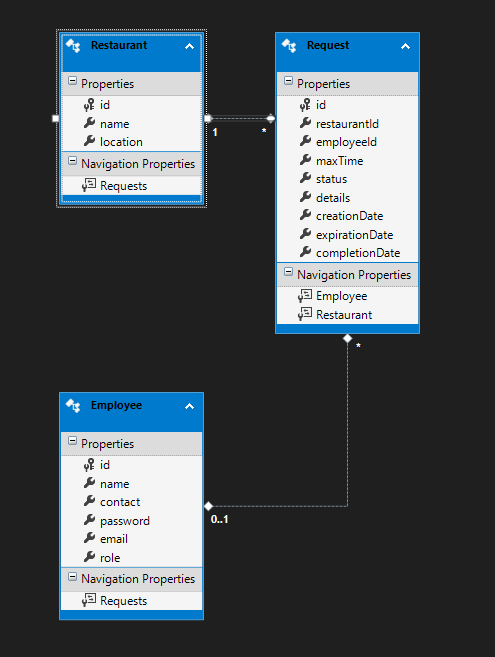 Restaurant
Properties
id
name
location
Navigation Properties
Requests
1
*
Request
Properties
id
restaurantId
employeeId
maxTime
status
details
creationDate
expirationDate
completionDate
Navigation Properties
Employee
Restaurant
*
Employee
Properties
id
name
contact
password
email
role
Navigation Properties
Requests
0..1